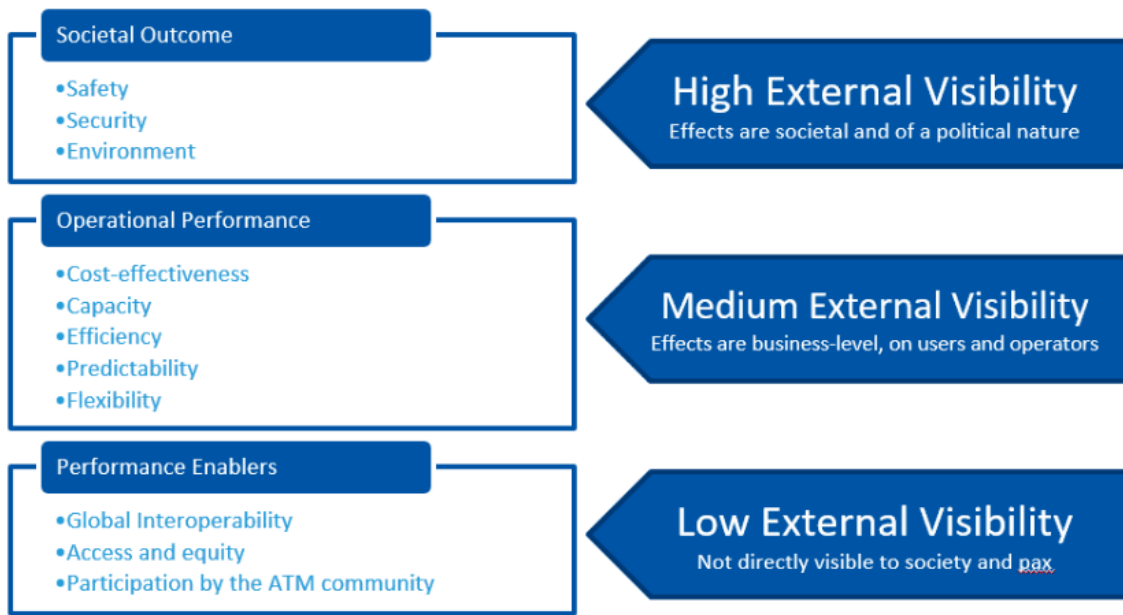 Societal Outcome
•Safety
•Security
•Environment
High External Visibility
Effects are societal and of a political nature
Operational Performance
•Cost-effectiveness
•Capacity
•Efficiency
•Predictability
•Flexibility
Medium External Visibility
Effects are business-level, on users and operators
Performance Enablers
•Global Interoperability
•Access and equity
•Participation by the ATM community
Low External Visibility
Not directly visible to society and pax